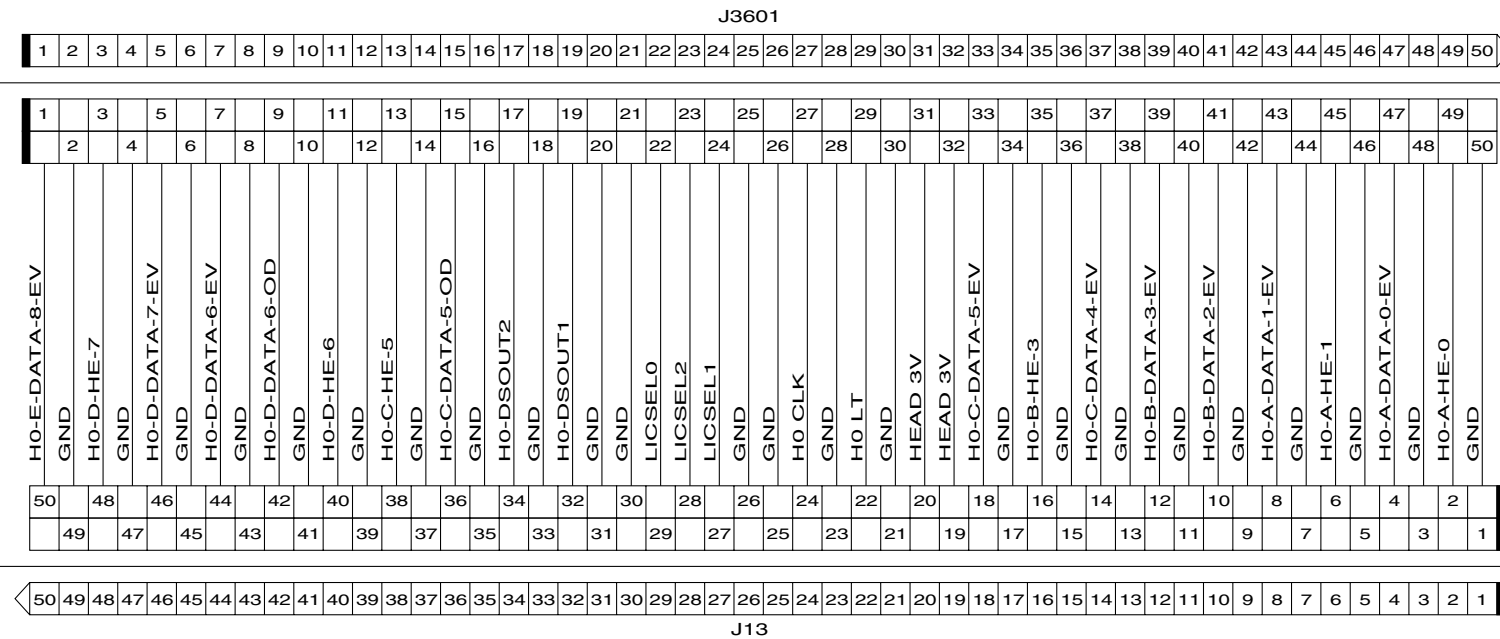 J3601
1 2 3 4 5 6 7 8 9 10 11 12 13 14 15 16 17 18 19 20 21 22 23 24 25 26 27 28 29 30 31 32 33 34 35 36 37 38 39 40 41 42 43 44 45 46 47 48 49 50
1 3 5 7 9 11 13 15 17 19 21 23 25 27 29 31 33 35 37 39 41 43 45 47 49
2 4 6 8 10 12 14 16 18 20 22 24 26 28 30 32 34 36 38 40 42 44 46 48 50
H0-E-DATA-8-EV
GND
H0-D-HE-7
GND
H0-D-DATA-7-EV
GND
H0-D-DATA-6-EV
GND
H0-D-DATA-6-OD
GND
H0-D-HE-6
GND
H0-C-HE-5
GND
H0-C-DATA-5-OD
GND
H0-DSOUT2
GND
H0-DSOUT1
GND
GND
LICSEL0
LICSEL2
LICSEL1
GND
GND
H0 CLK
GND
H0 LT
GND
HEAD 3V
HEAD 3V
H0-C-DATA-5-EV
GND
H0-B-HE-3
GND
H0-C-DATA-4-EV
GND
H0-B-DATA-3-EV
GND
H0-B-DATA-2-EV
GND
H0-A-DATA-1-EV
GND
H0-A-HE-1
GND
H0-A-DATA-0-EV
GND
H0-A-HE-0
GND
50 48 46 44 42 40 38 36 34 32 30 28 26 24 22 20 18 16 14 12 10 8 6 4 2
49 47 45 43 41 39 37 35 33 31 29 27 25 23 21 19 17 15 13 11 9 7 5 3 1
50 49 48 47 46 45 44 43 42 41 40 39 38 37 36 35 34 33 32 31 30 29 28 27 26 25 24 23 22 21 20 19 18 17 16 15 14 13 12 11 10 9 8 7 6 5 4 3 2 1
J13